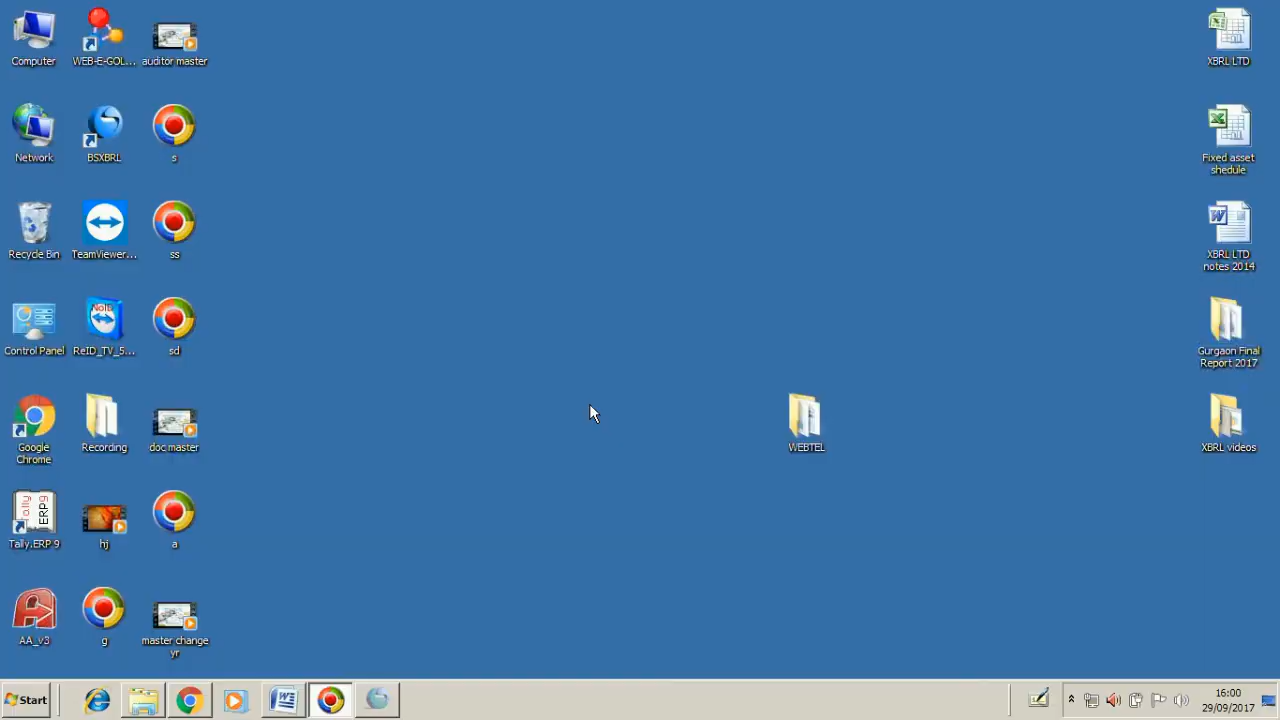 Computer
WEB-E-GOL...
auditor master
XBRL LTD
Network
BSXBRL
s
Fixed asset
shedule
Recycle Bin
TeamViewer...
ss
XBRL LTD
notes 2014
Control Panel
ReID_TV_5...
sd
Gurgaon Final
Report 2017
Google
Chrome
Recording
doc master
WEBTEL
XBRL videos
Tally.ERP 9
hj
a
AA_v3
g
master change
yr
Start
16:00
29/09/2017